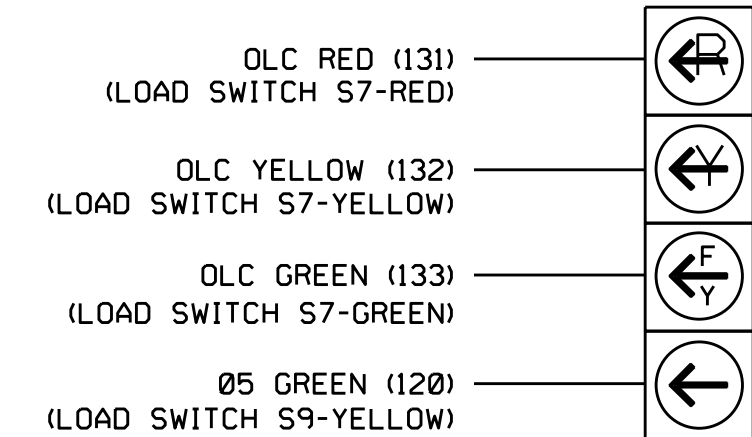 OLC RED (131)
(LOAD SWITCH S7-RED)
R
OLC YELLOW (132)
(LOAD SWITCH S7-YELLOW)
Y
OLC GREEN (133)
(LOAD SWITCH S7-GREEN)
F
Y
Ø5 GREEN (120)
(LOAD SWITCH S9-YELLOW)